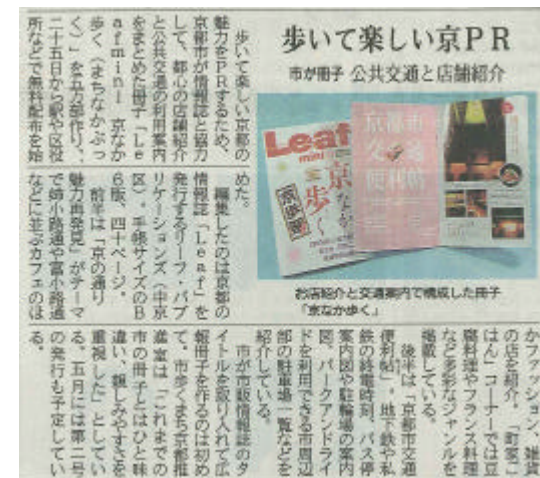 歩いて楽しい京PR
市が冊子 公共交通と店舗紹介
歩いて楽しい京都の
魅力をPRするため、
京都市が情報誌と協力
して、都心の店舗紹介
と公共交通の利用案内
をまとめた冊子「Le
afmini 京なか
歩く(まちなかぶっ
く)」を五万部作り、
二十五日から駅や区役
所などで無料配布を始
めた。
編集したのは京都の
情報誌「Leaf」を
発行するリーフ・パブ
リケーションズ(中京
区)。手帳サイズのB
6版、四十ページ。
前半は「京の通り
魅力再発見」がテーマ
で姉小路通や富小路通
などに並ぶカフェのほ
かファッション、雑貨
の店を紹介。「町家ご
はん」コーナーでは豆
腐料理やフランス料理
など多彩なジャンルを
掲載している。
後半は「京都市交通
便利帖」。地下鉄や私
鉄の終電時刻、バス停
案内図や駐輪場の案内
図、パークアンドライ
ドを利用できる市周辺
部の駐車場一覧などを
紹介している。
市が市販情報誌のタ
イトルを取り入れて広
報冊子を作るのは初め
て。市歩くまち京都推
進室は「これまでの
市の冊子とはひと味
違い、親しみやすさを
重視した」としてい
る。五月には第二号
の発行も予定してい
る。
Leaf
mini
京なか
歩く
京都市
交通
便利帖
お店紹介と交通案内で構成した冊子
「京なか歩く」